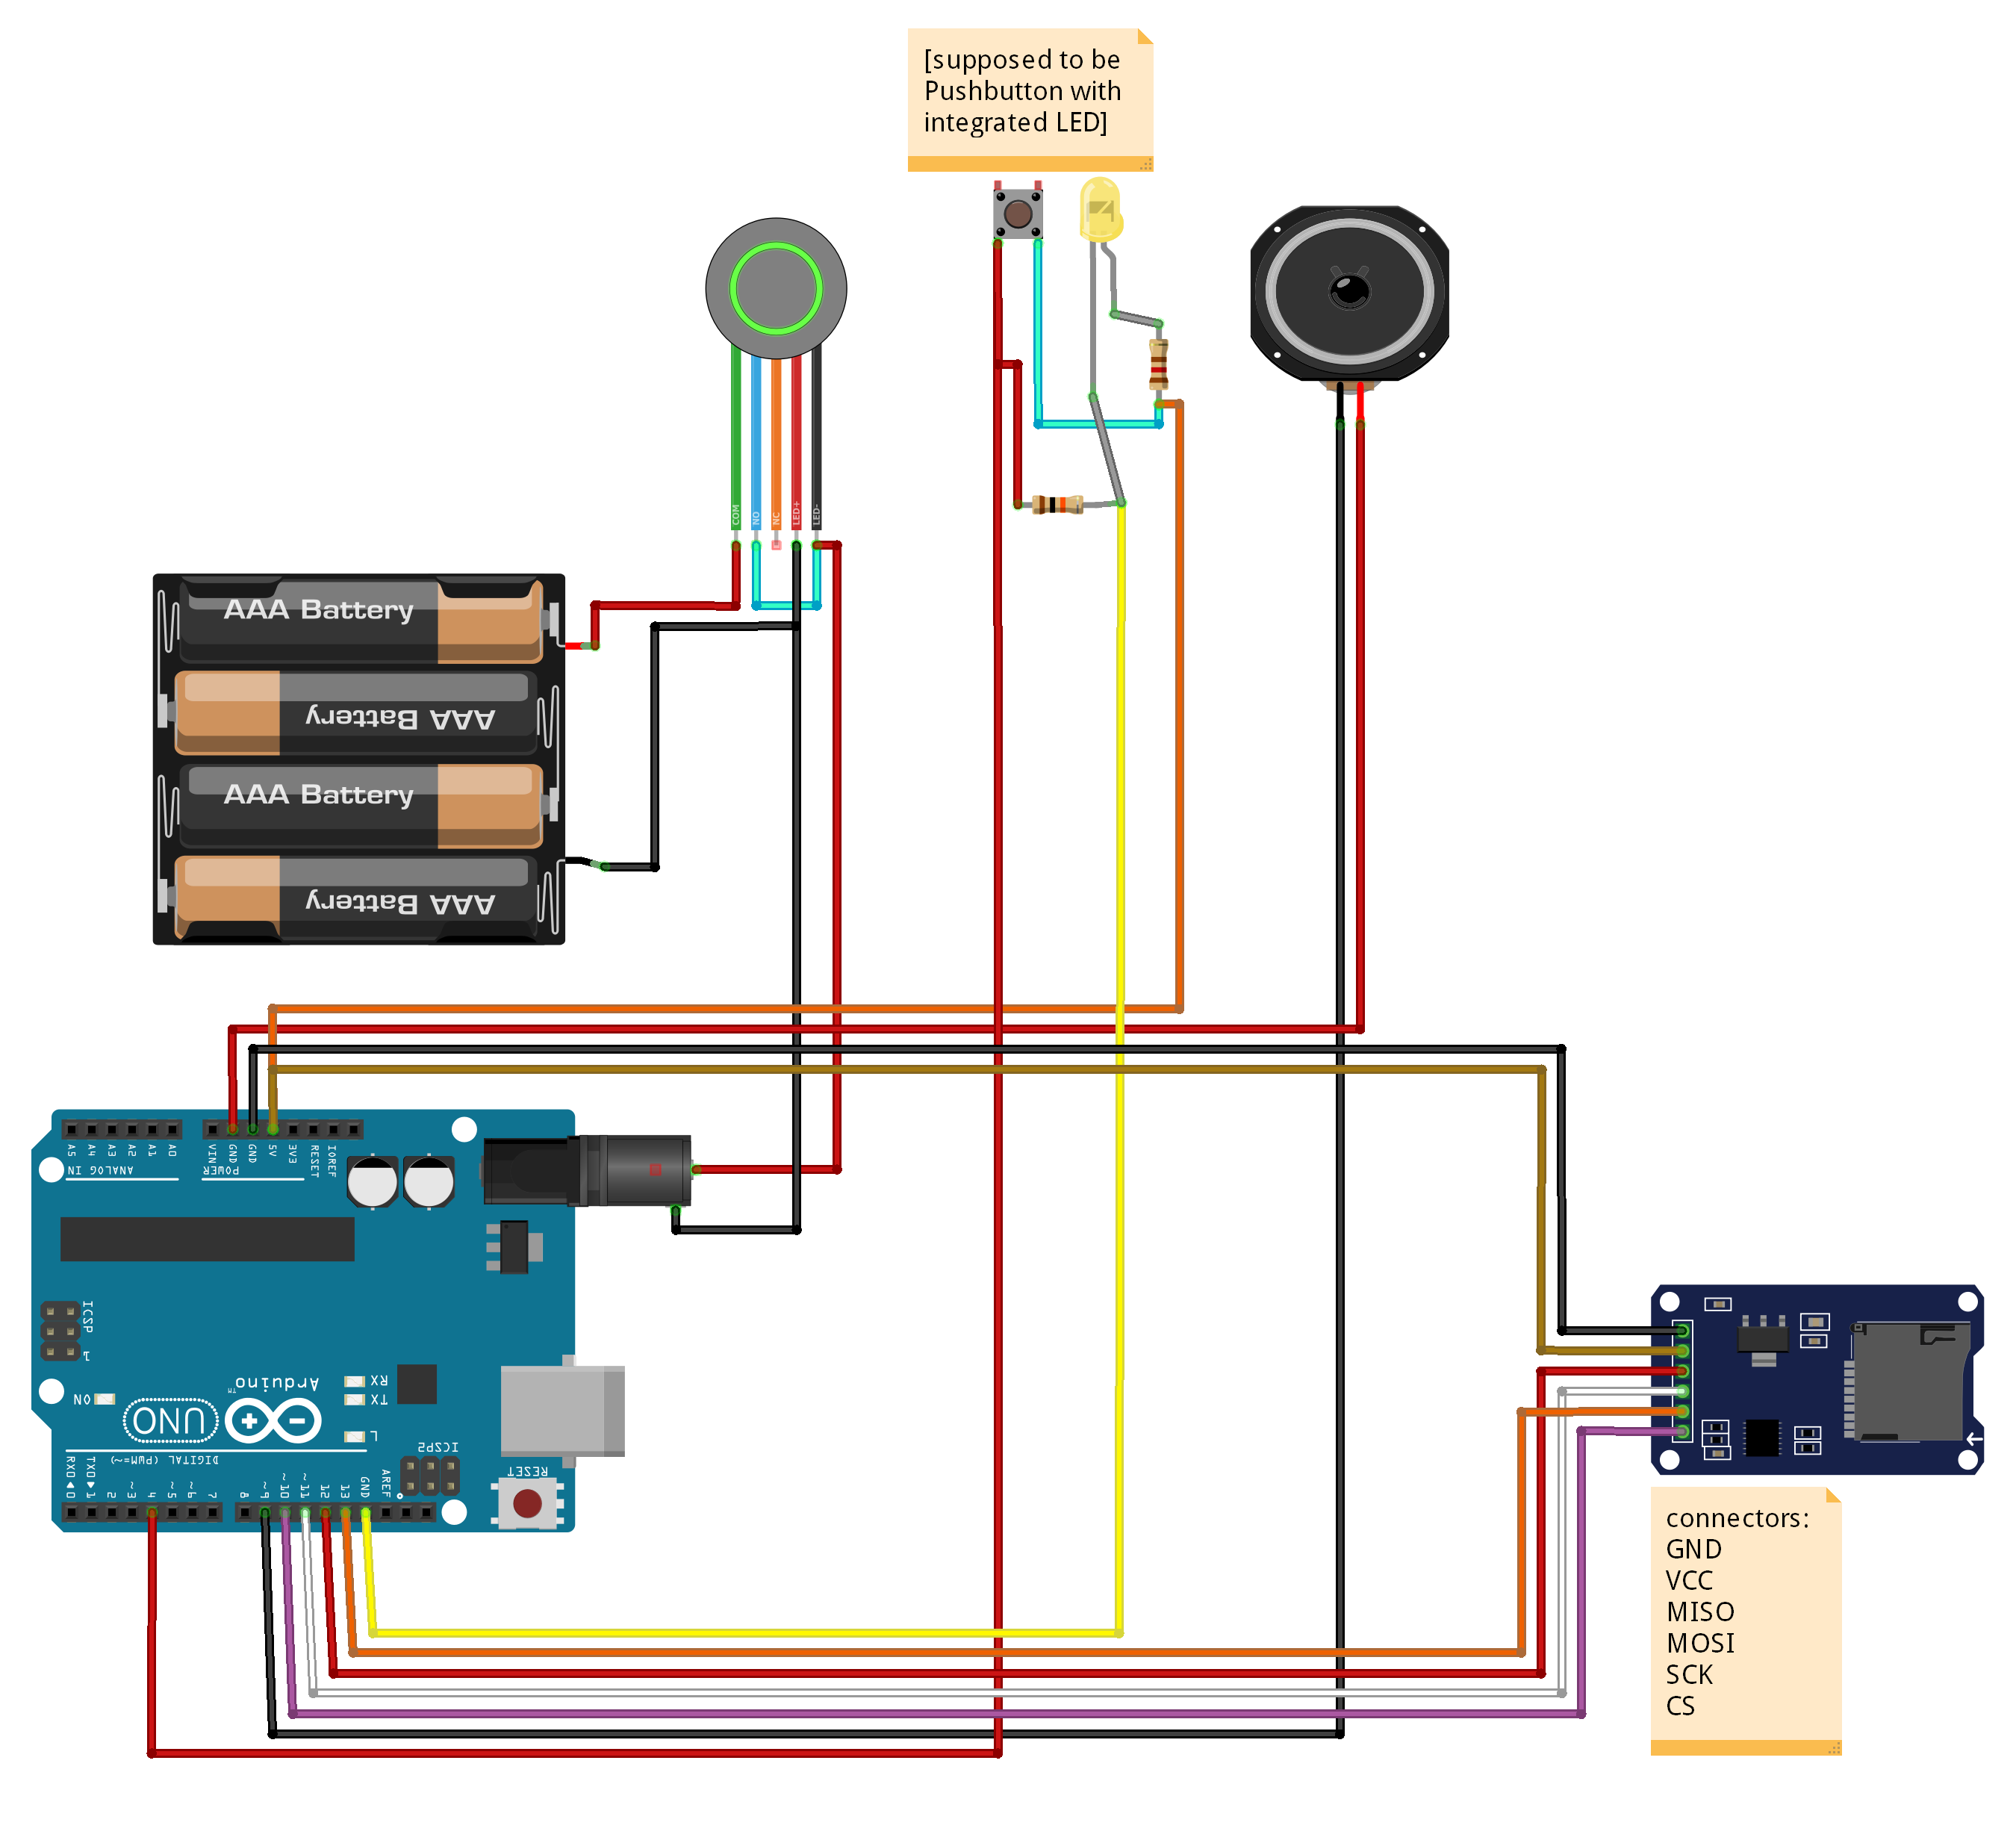 [supposed to be
Pushbutton with
integrated LED]
COM
NO
NC
LED+
LED-
AAA Battery
AAA Battery
AAA Battery
AAA Battery
A5
A4
A3
A2
A1
A0
VIN
GND
GND
5V
3V3
RESET
IOREF
ANALOG IN
POWER
ICSP
1
ON
UNO
Arduino
TM
RX
TX
L
ICSP2
RESET
DIGITAL (PWM=~)
RX0
TX0
0
1
2
~3
4
~5
~6
7
8
~9
~10
~11
12
13
GND
AREF
connectors:
GND
VCC
MISO
MOSI
SCK
CS